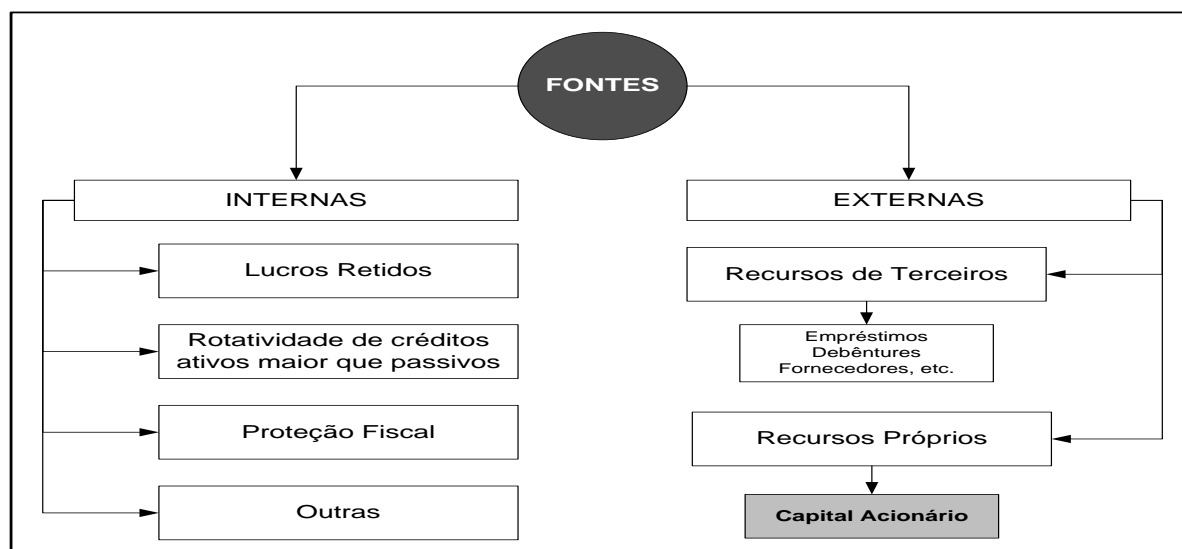 FONTES
INTERNAS
Lucros Retidos
Rotatividade de créditos
ativos maior que passivos
Proteção Fiscal
Outras
EXTERNAS
Recursos de Terceiros
Empréstimos
Debêntures
Fornecedores, etc.
Recursos Próprios
Capital Acionário